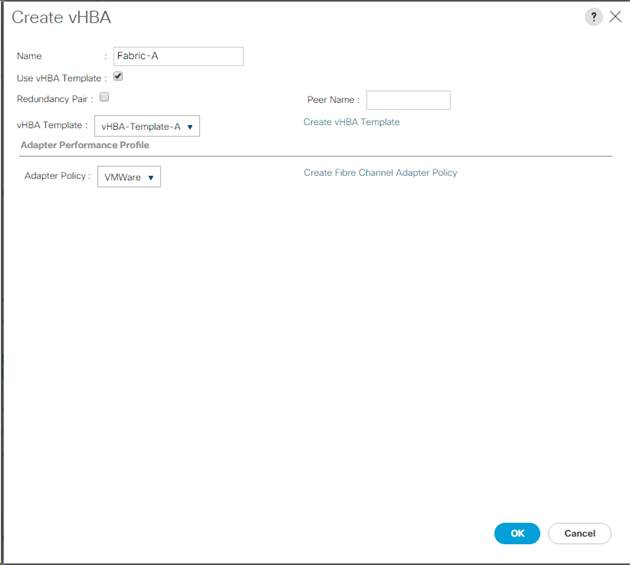 Create vHBA ?
Name : Fabric-A
Use vHBA Template :
Redundancy Pair : Peer Name :
vHBA Template : vHBA-Template-A Create vHBA Template
Adapter Performance Profile
Adapter Policy : VMWare Create Fibre Channel Adapter Policy
OK Cancel